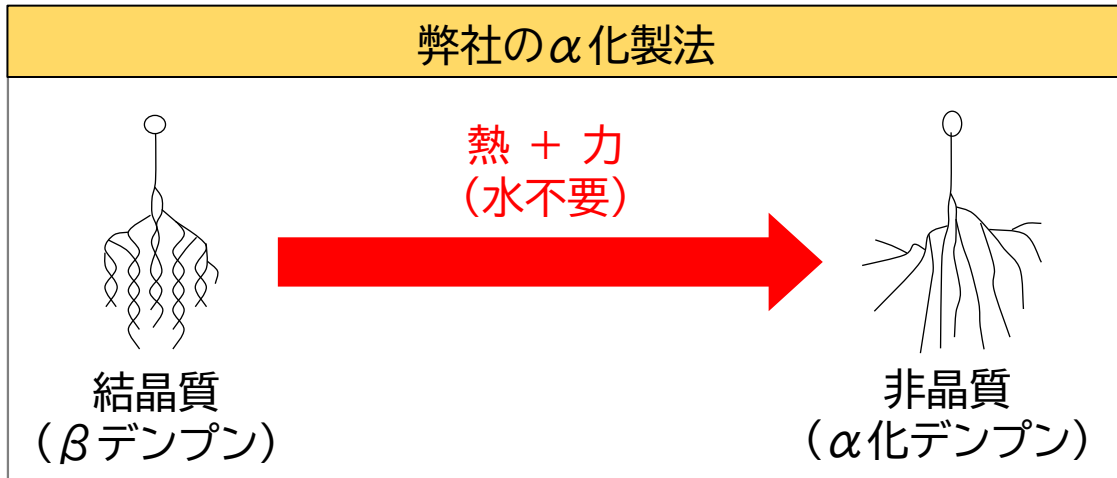 弊社のα化製法
熱 + 力
(水不要)
結晶質
(βデンプン)
非晶質
(α化デンプン)